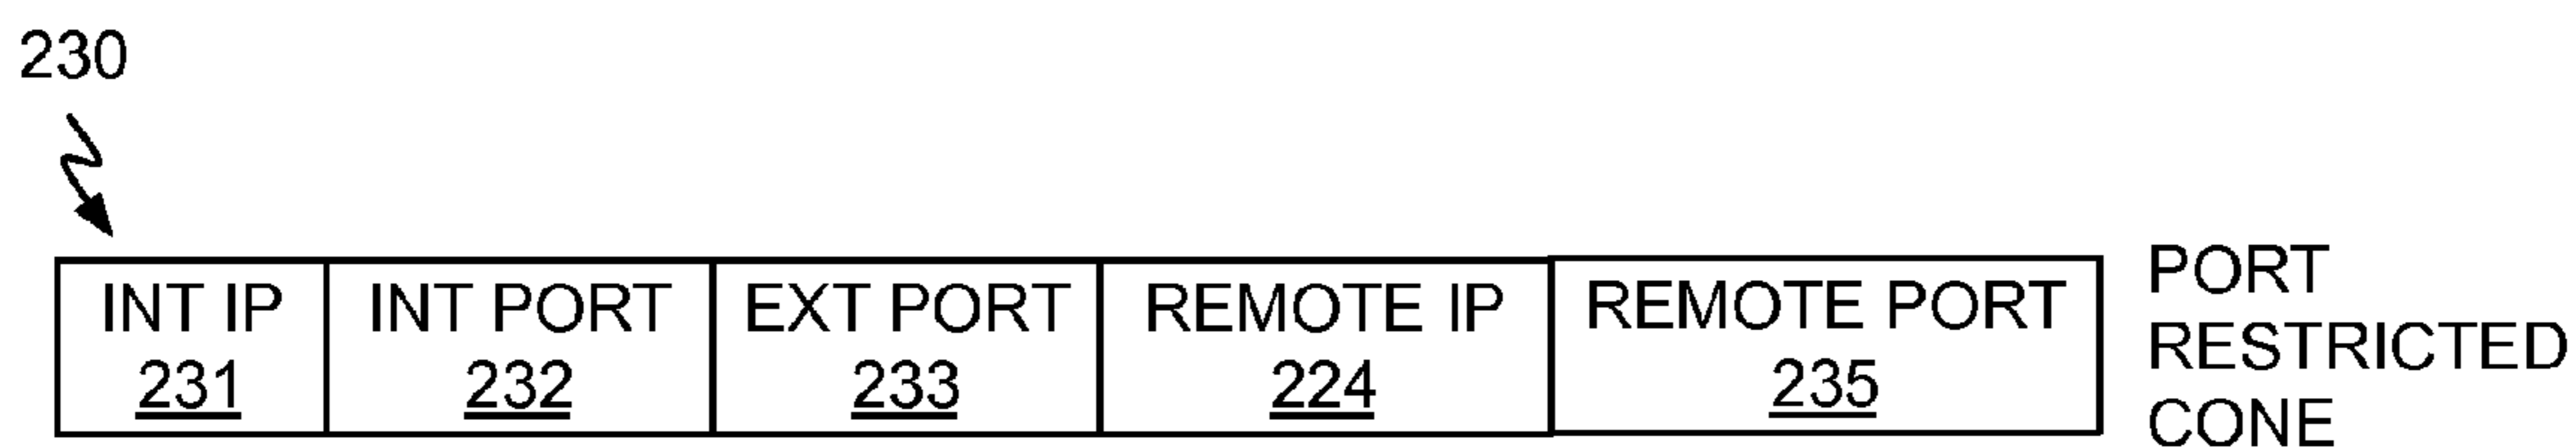 230
INT IP
231
INT PORT
232
EXT PORT
233
REMOTE IP
224
REMOTE PORT
235
PORT
RESTRICTED
CONE